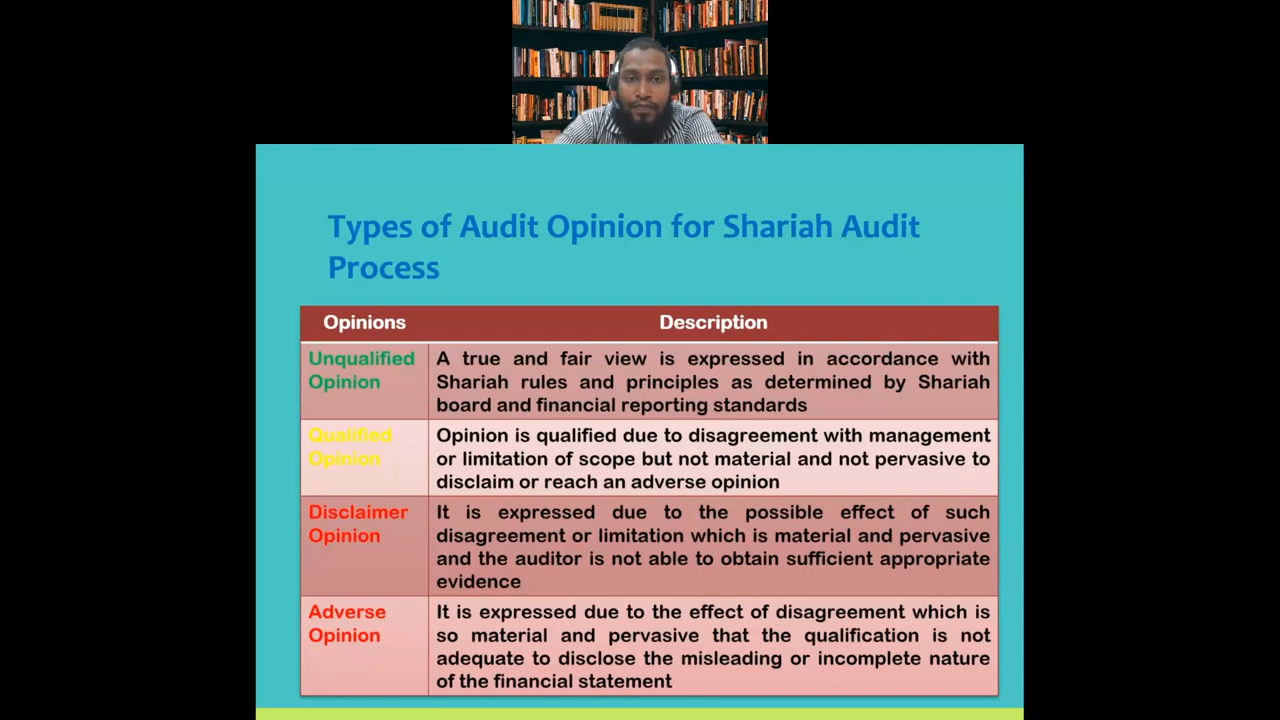 Types of Audit Opinion for Shariah Audit
Process
Opinions
Description
Unqualified
Opinion
A true and fair view is expressed in accordance with
Shariah rules and principles as determined by Shariah
board and financial reporting standards
Qualified
Opinion
Opinion is qualified due to disagreement with management
or limitation of scope but not material and not pervasive to
disclaim or reach an adverse opinion
Disclaimer
Opinion
It is expressed due to the possible effect of such
disagreement or limitation which is material and pervasive
and the auditor is not able to obtain sufficient appropriate
evidence
Adverse
Opinion
It is expressed due to the effect of disagreement which is
so material and pervasive that the qualification is not
adequate to disclose the misleading or incomplete nature
of the financial statement